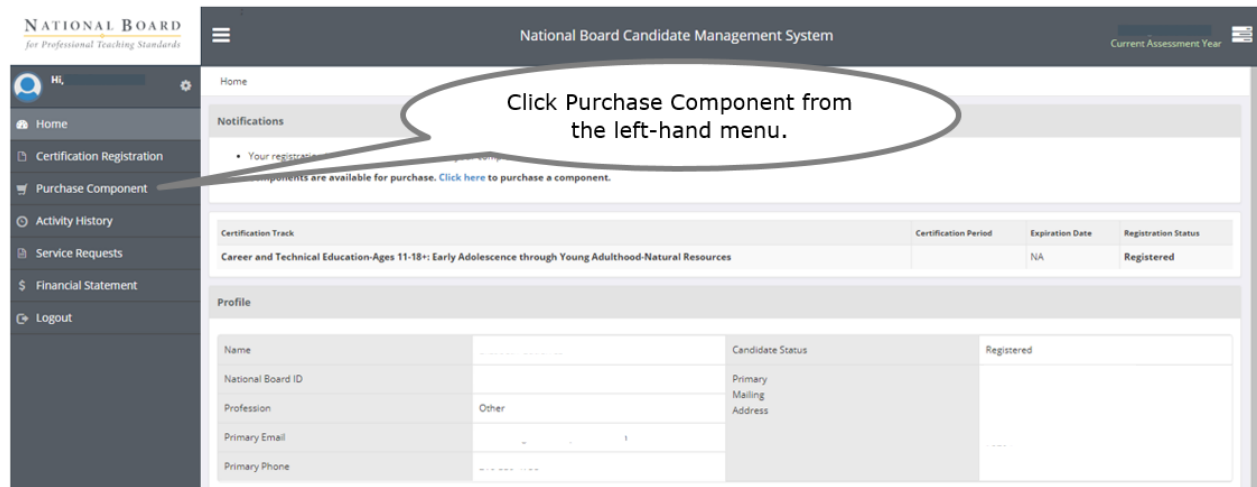 NATIONAL BOARD
for Professional Teaching Standards
National Board Candidate Management System
Current Assessment Year
Hi,
Home
Home
Certification Registration
Purchase Component
Activity History
Service Requests
$ Financial Statement
Logout
Click Purchase Component from
the left-hand menu.
Notifications
• Your registration
components are available for purchase. Click here to purchase a component.
Certification Track Certification Period Expiration Date Registration Status
Career and Technical Education-Ages 11-18+: Early Adolescence through Young Adulthood-Natural Resources NA Registered
Profile
Name Candidate Status Registered
National Board ID Primary
Mailing
Profession Other Address
Primary Email
Primary Phone